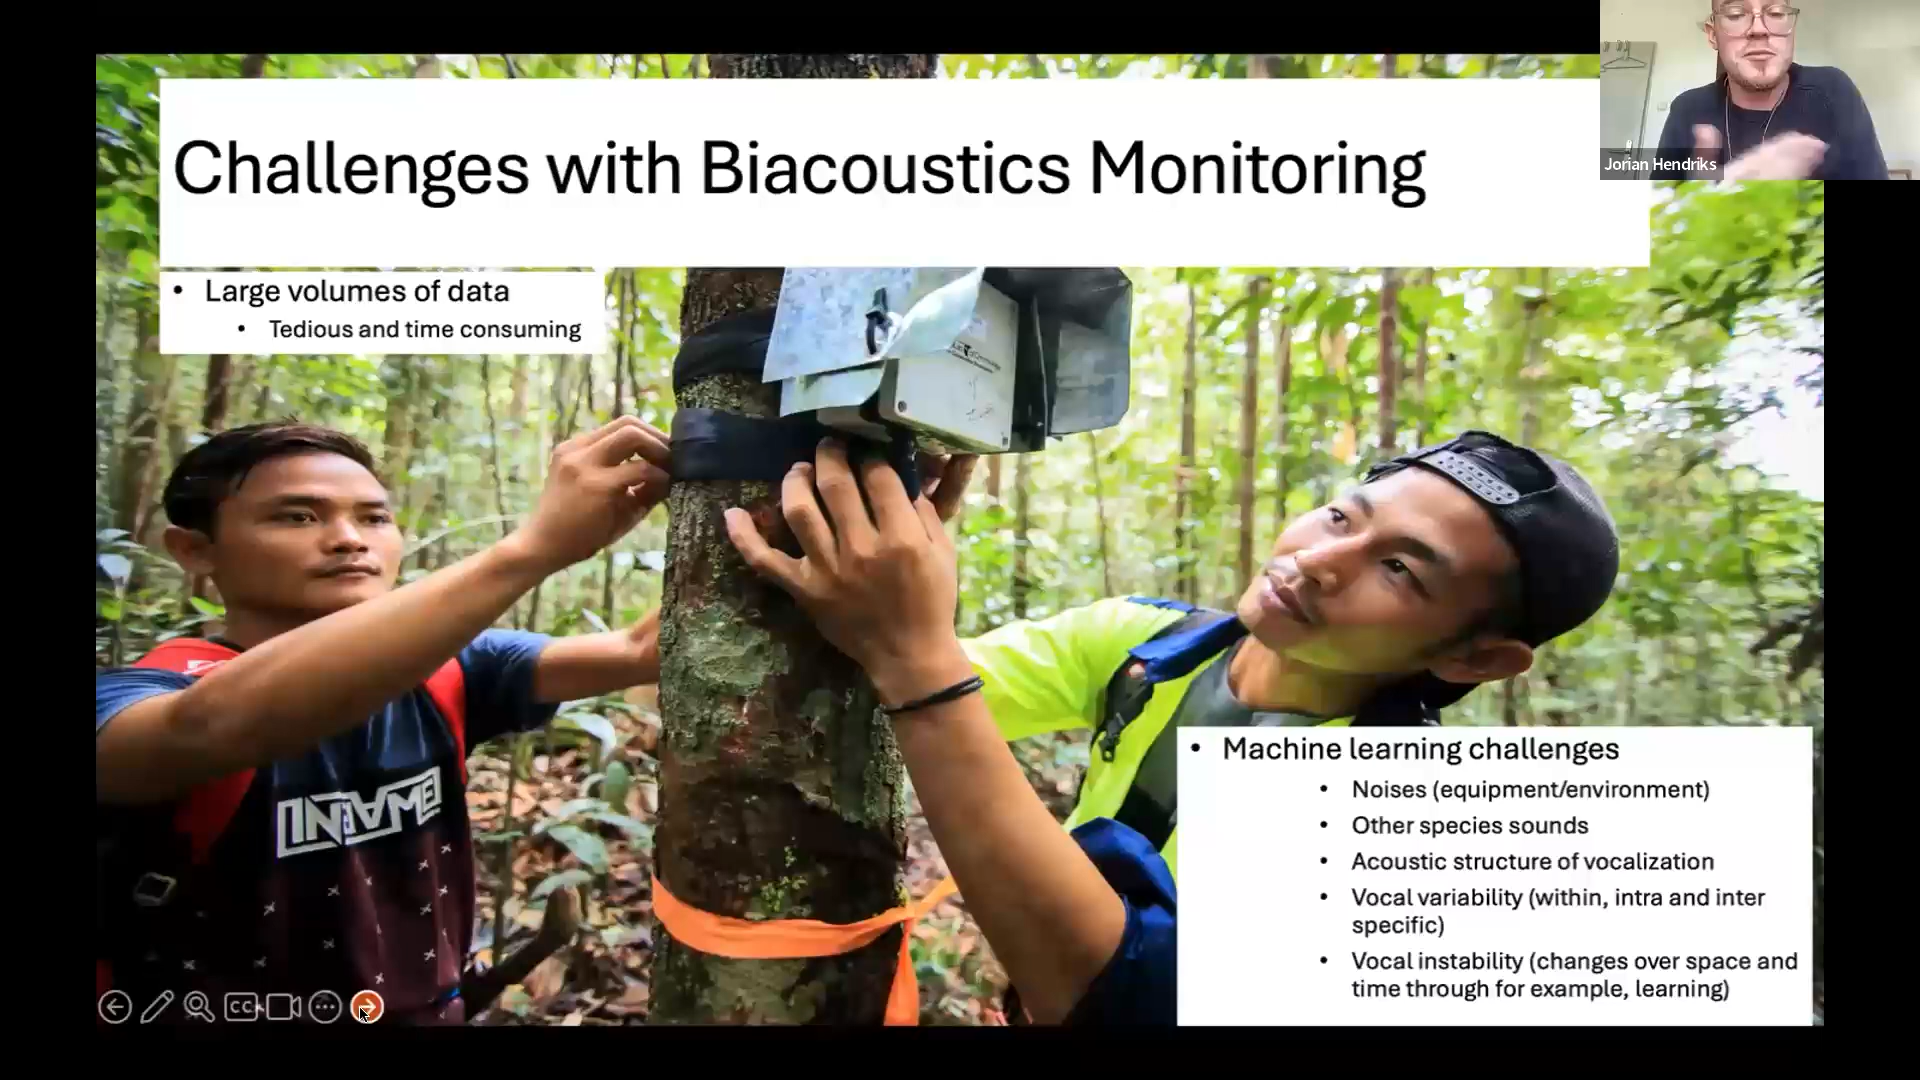 Jorian Hendriks
Challenges with Biacoustics Monitoring
• Large volumes of data
• Tedious and time consuming
• Machine learning challenges
• Noises (equipment/environment)
• Other species sounds
• Acoustic structure of vocalization
• Vocal variability (within, intra and inter
specific)
• Vocal instability (changes over space and
time through for example, learning)
CC